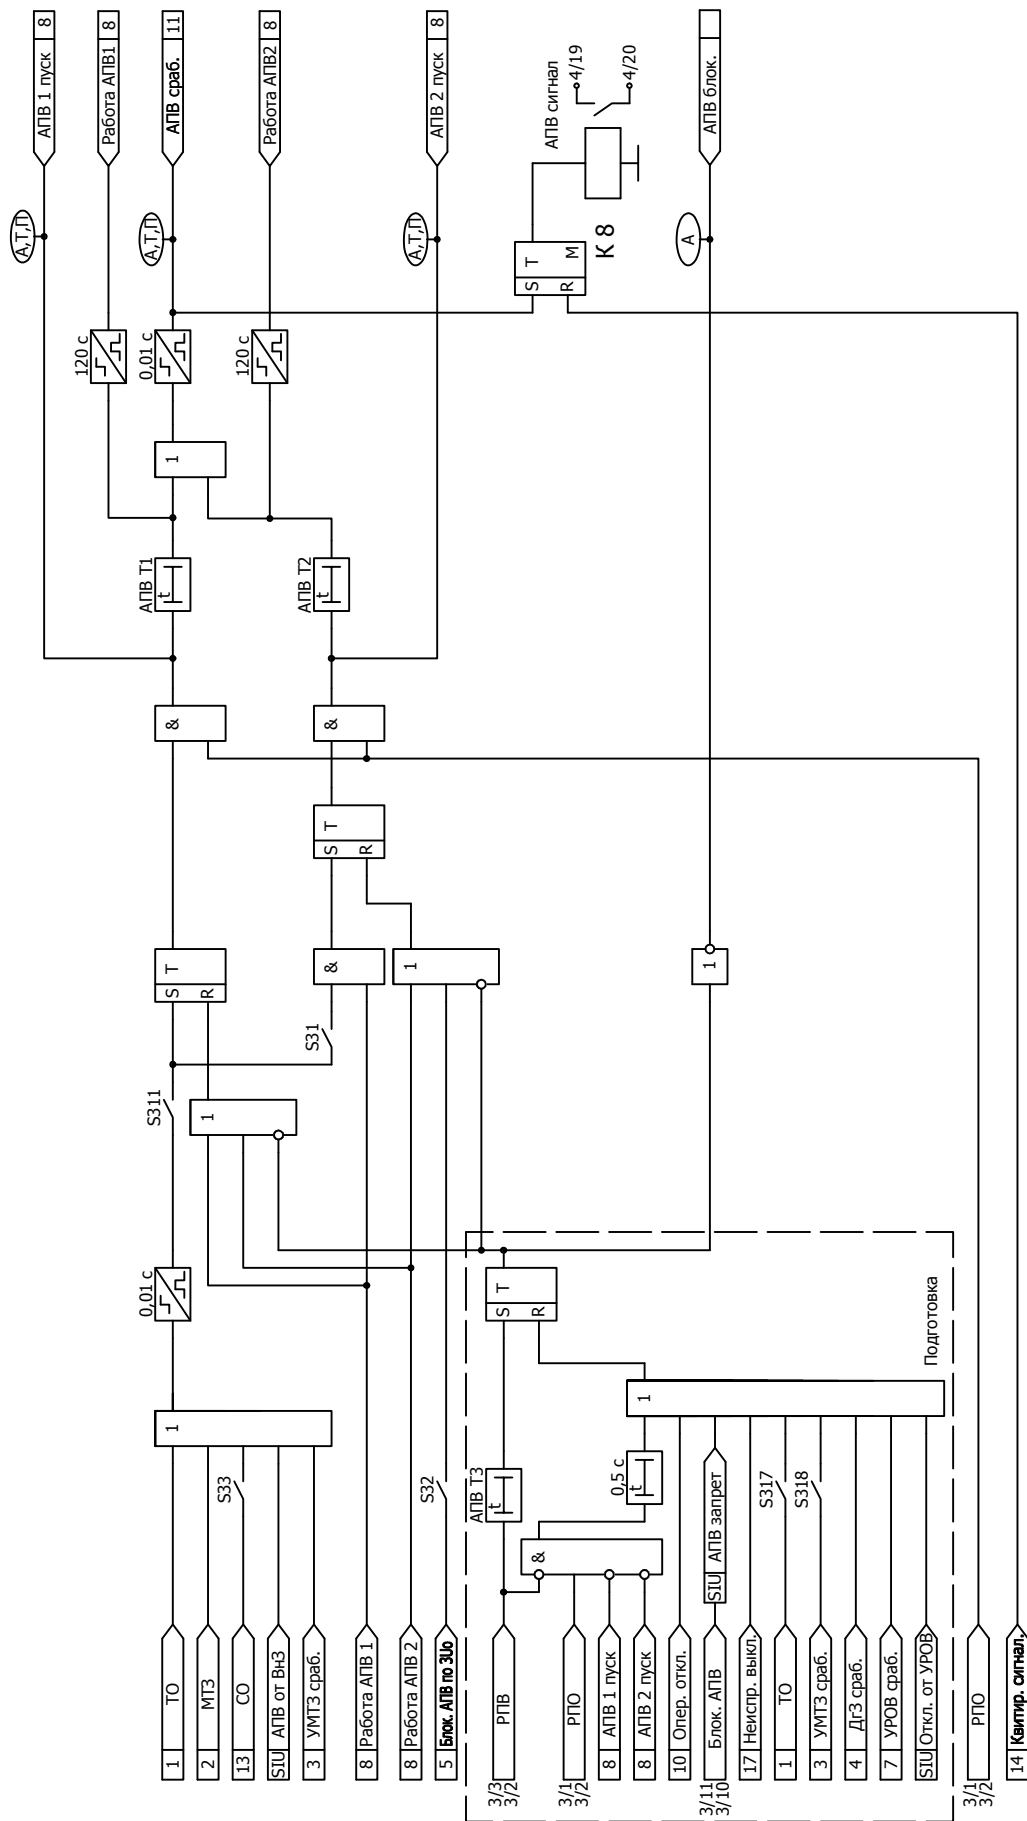 1 ТО
2 МТЗ
13 СО
SIU АПВ от ВнЗ
3 УМТЗ сраб.
8 Работа АПВ 1
8 Работа АПВ 2
5 Блок. АПВ по 3Uo
3/3
3/2
РПВ
3/1
3/2
РПО
8 АПВ 1 пуск
8 АПВ 2 пуск
10 Опер. откл.
3/11
3/10
Блок. АПВ
SIU АПВ запрет
17 Неиспр. выкл.
1 ТО
3 УМТЗ сраб.
4 ДгЗ сраб.
7 УРОВ сраб.
SIU Откл. от УРОВ
3/1
3/2
РПО
14 Квитир. сигнал.
S33
S32
S317
S318
1
0,01 с
АПВ Т3
t
&
0,5 с
t
1
Подготовка
S T
R
S311
1
S31
S T
R
&
1
1
S T
R
&
&
АПВ Т1
t
АПВ Т2
t
1
120 с
0,01 с
120 с
S T
R М
К 8
АПВ сигнал
4/19
4/20
А,Т,П
А,Т,П
А,Т,П
А
АПВ 1 пуск 8
Работа АПВ1 8
АПВ сраб. 11
Работа АПВ2 8
АПВ 2 пуск 8
АПВ блок.